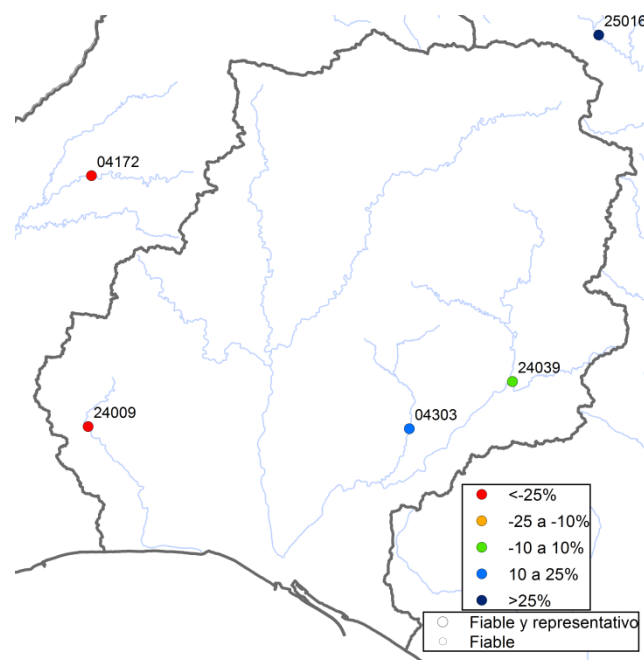 25016
04172
24039
24009
04303
<-25%
-25 a -10%
-10 a 10%
10 a 25%
>25%
Fiable y representativo
Fiable